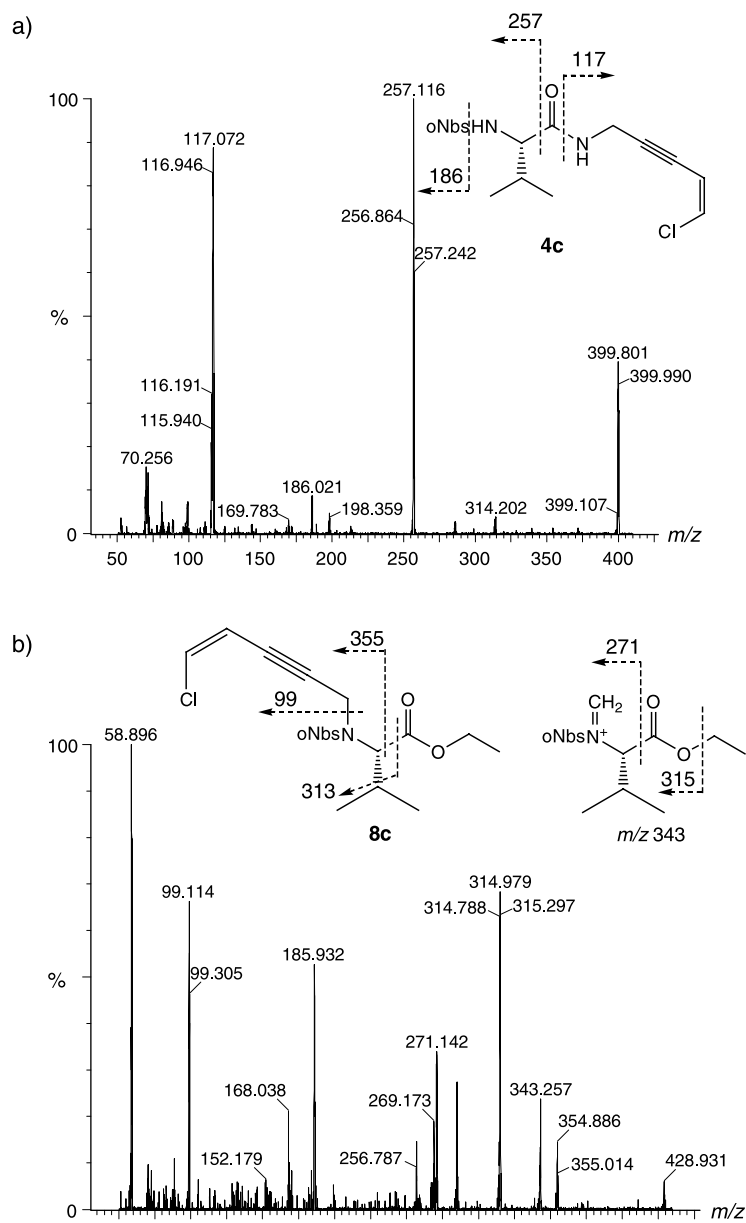 a)
257
117
100
257.116
O
117.072
116.946
oNbsHN
N
H
186
256.864
Cl
257.242
4c
%
399.801
399.990
116.191
115.940
70.256
186.021
169.783
198.359
314.202
399.107
0
m/z
50
100
150
200
250
300
350
400
b)
355
271
Cl
99
O
CH2
O
oNbsN
O
oNbsN+
O
58.896
100
313
315
8c
m/z 343
99.114
314.979
314.788
315.297
99.305
185.932
%
271.142
168.038
269.173
343.257
354.886
152.179
256.787
355.014
428.931
0
m/z